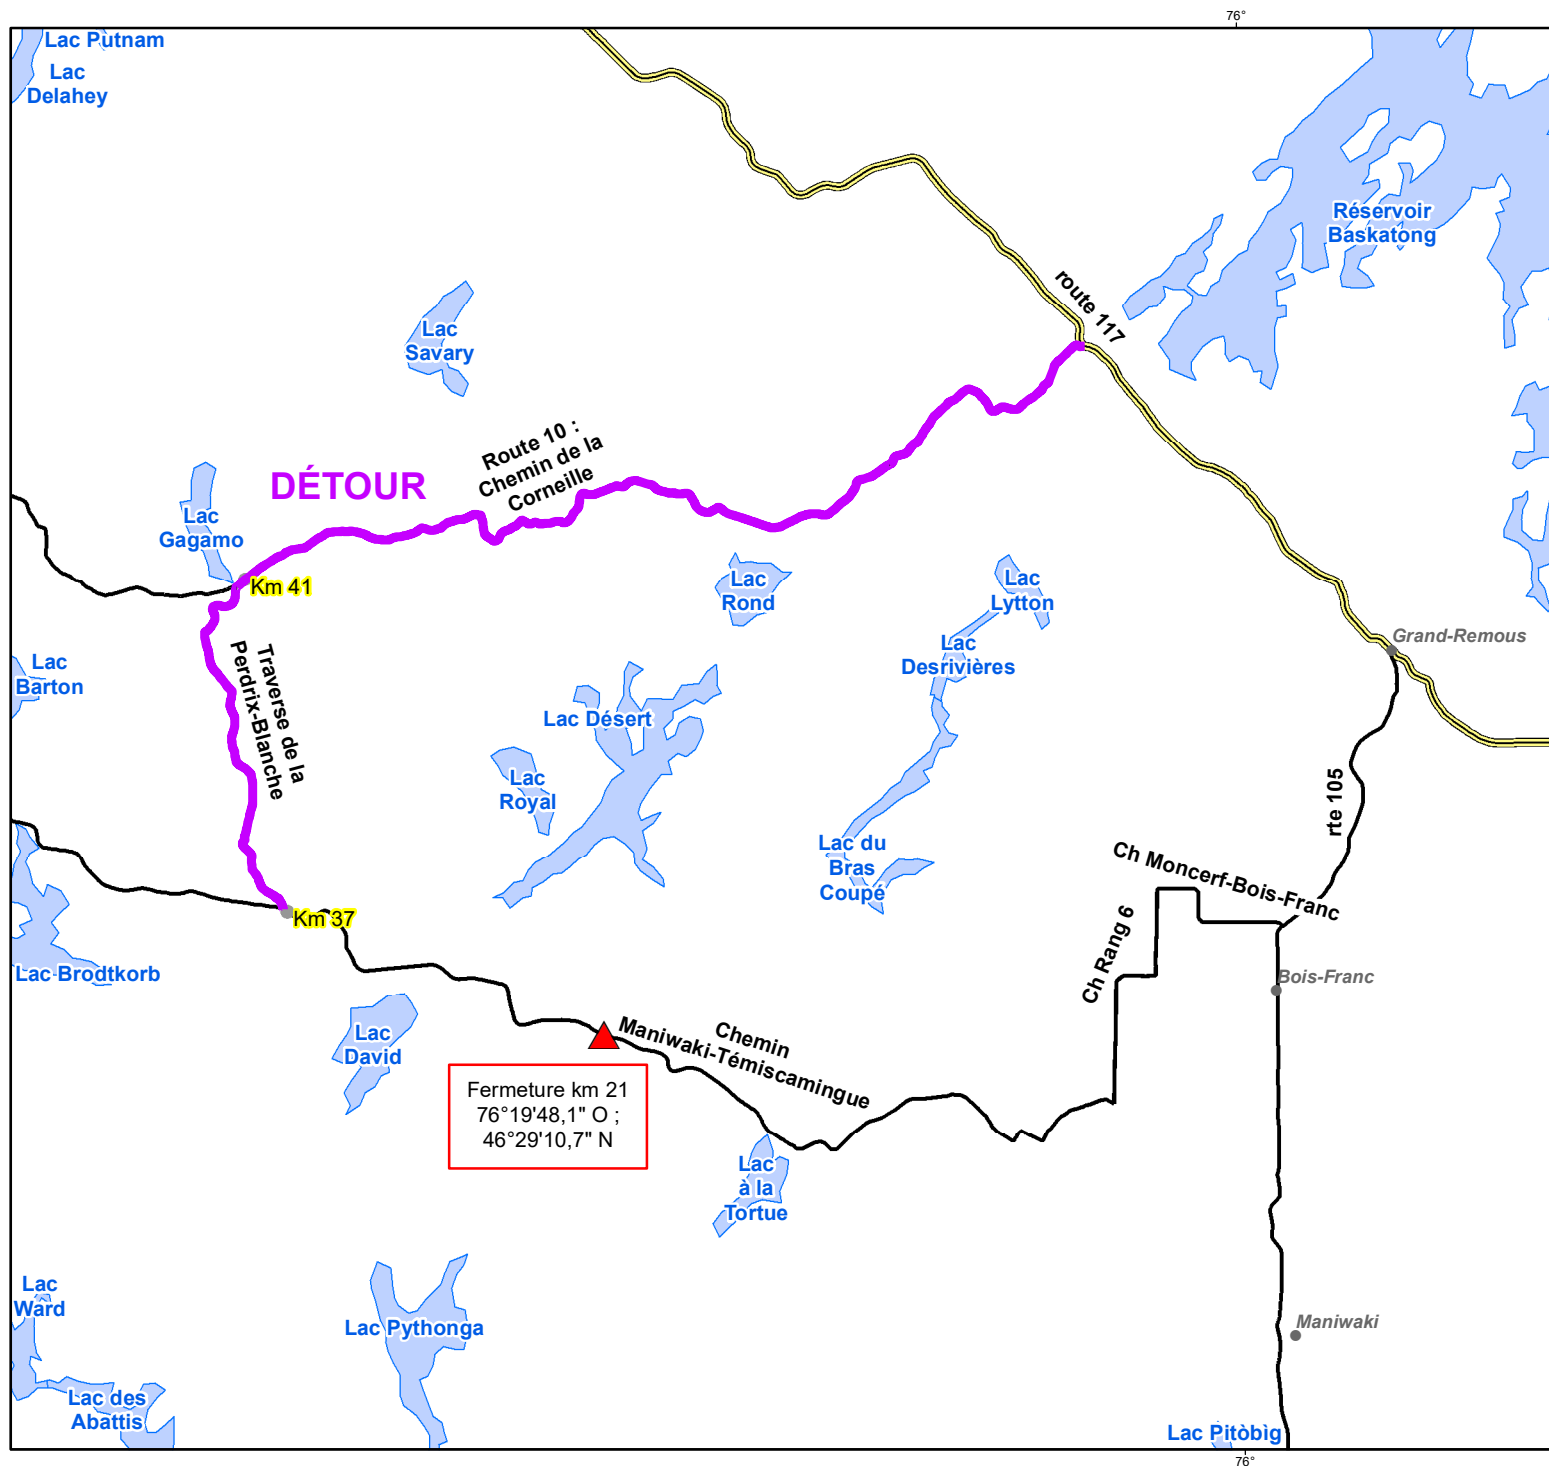 76°
Lac Putnam
Lac
Delahey
Réservoir
Baskatong
route 117
Lac
Savary
Route 10 :
Chemin de la
Corneille
DÉTOUR
Lac
Gagamo
Km 41
Lac
Rond
Lac
Lytton
Lac
Desrivières
Grand-Remous
Lac
Barton
Traverse de la
Perdrix-Blanche
Lac Désert
Lac
Royal
rte 105
Lac du
Bras
Coupé
Ch Moncerf-Bois-Franc
Ch Rang 6
Km 37
Lac Brodtkorb
Bois-Franc
Lac
David
Chemin
Maniwaki-Témiscamingue
Fermeture km 21
76°19'48,1" O ;
46°29'10,7" N
Lac
à la
Tortue
Lac
Ward
Lac Pythonga
Maniwaki
Lac des
Abattis
Lac Pitòbìg
76°